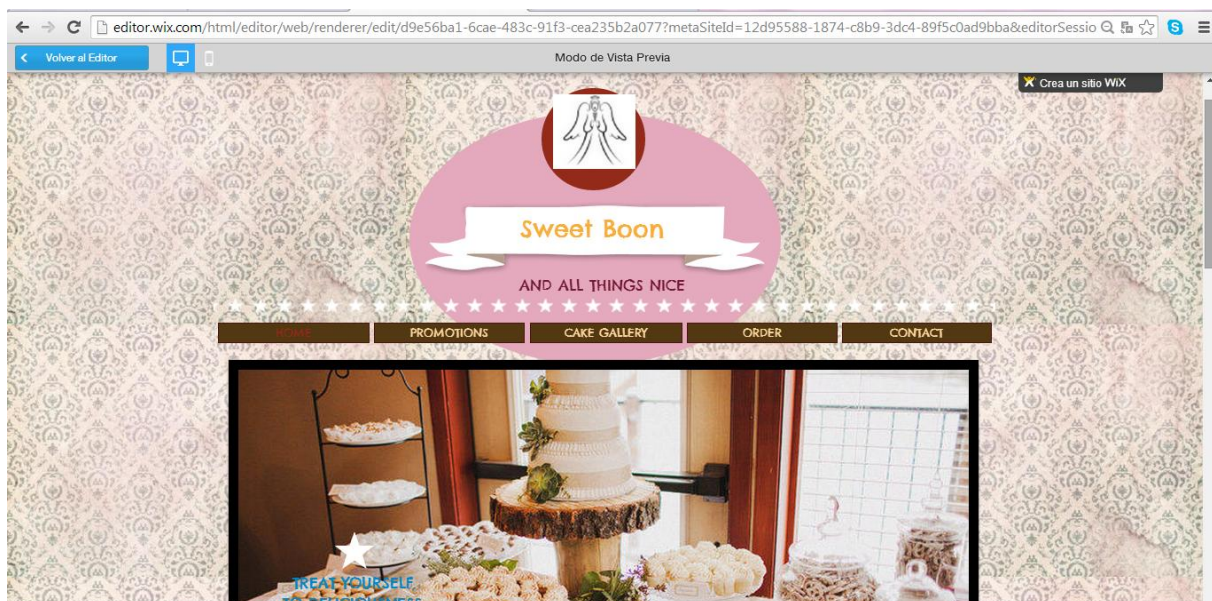 editor.wix.com/html/editor/web/renderer/edit/d9e56ba1-6cae-483c-91f3-cea235b2a077?metaSiteId=12d95588-1874-c8b9-3dc4-89f5c0ad9bba&editorSessio
Volver al Editor
Modo de Vista Previa
Crea un sitio WiX
Sweet Boon
AND ALL THINGS NICE
HOME PROMOTIONS CAKE GALLERY ORDER CONTACT
TREAT YOURSELF
TO DELICIOUSNESS